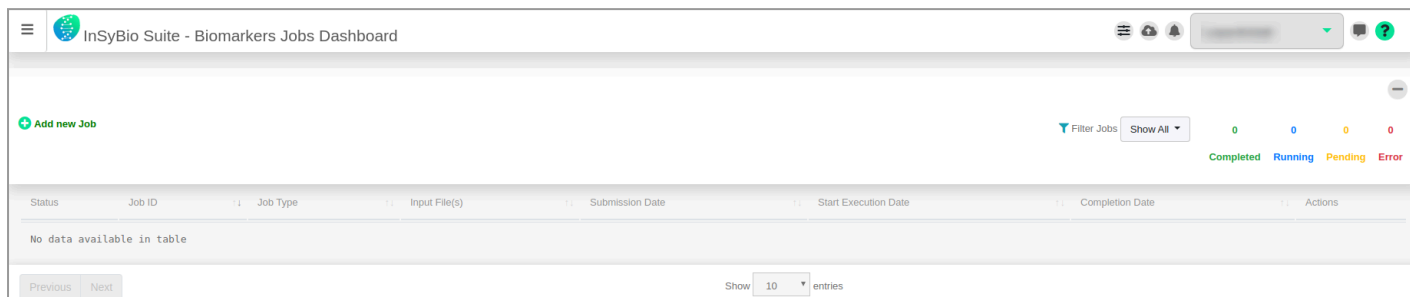 InSyBio Suite - Biomarkers Jobs Dashboard
?
Add new Job
Filter Jobs Show All 0 0 0 0
Completed Running Pending Error
Status Job ID Job Type Input File(s) Submission Date Start Execution Date Completion Date Actions
No data available in table
Previous Next Show 10 entries